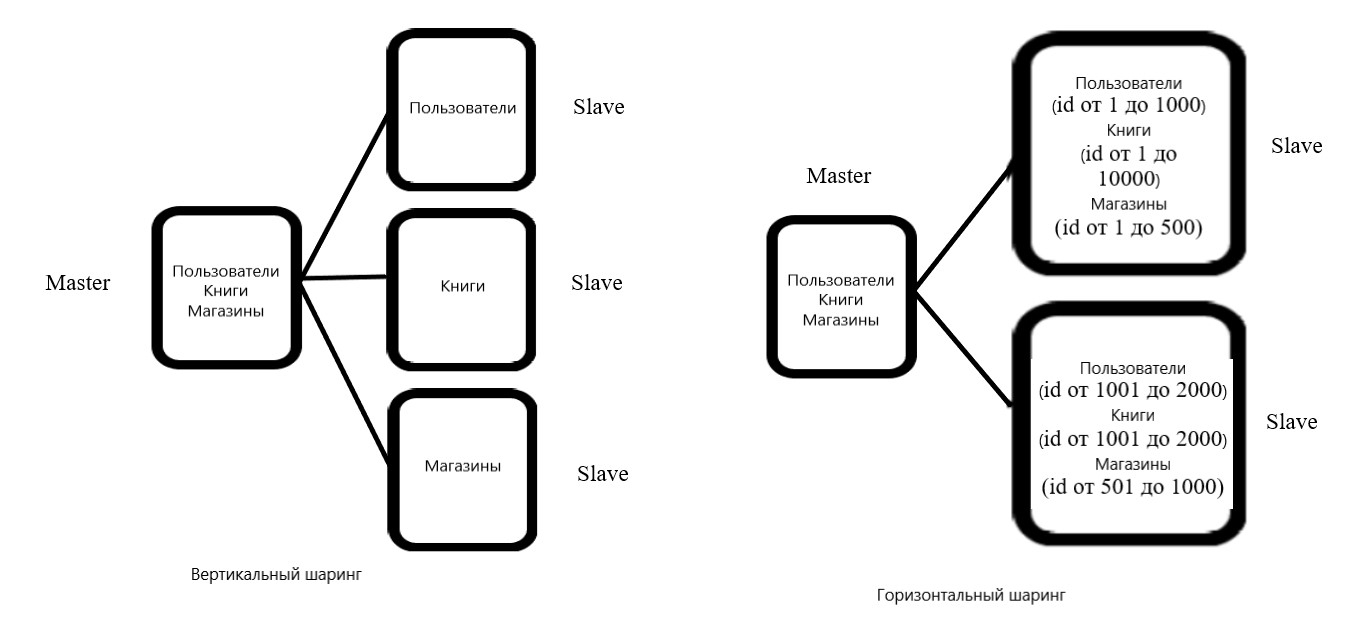 Пользователи
Slave
Master
Пользователи
Книги
Магазины
Книги
Slave
Магазины
Slave
Вертикальный шаринг
Master
Пользователи
Книги
Магазины
Пользователи
(id от 1 до 1000)
Книги
(id от 1 до
10000)
Магазины
(id от 1 до 500)
Slave
Пользователи
(id от 1001 до 2000)
Книги
(id от 1001 до 2000)
Магазины
(id от 501 до 1000)
Slave
Горизонтальный шаринг